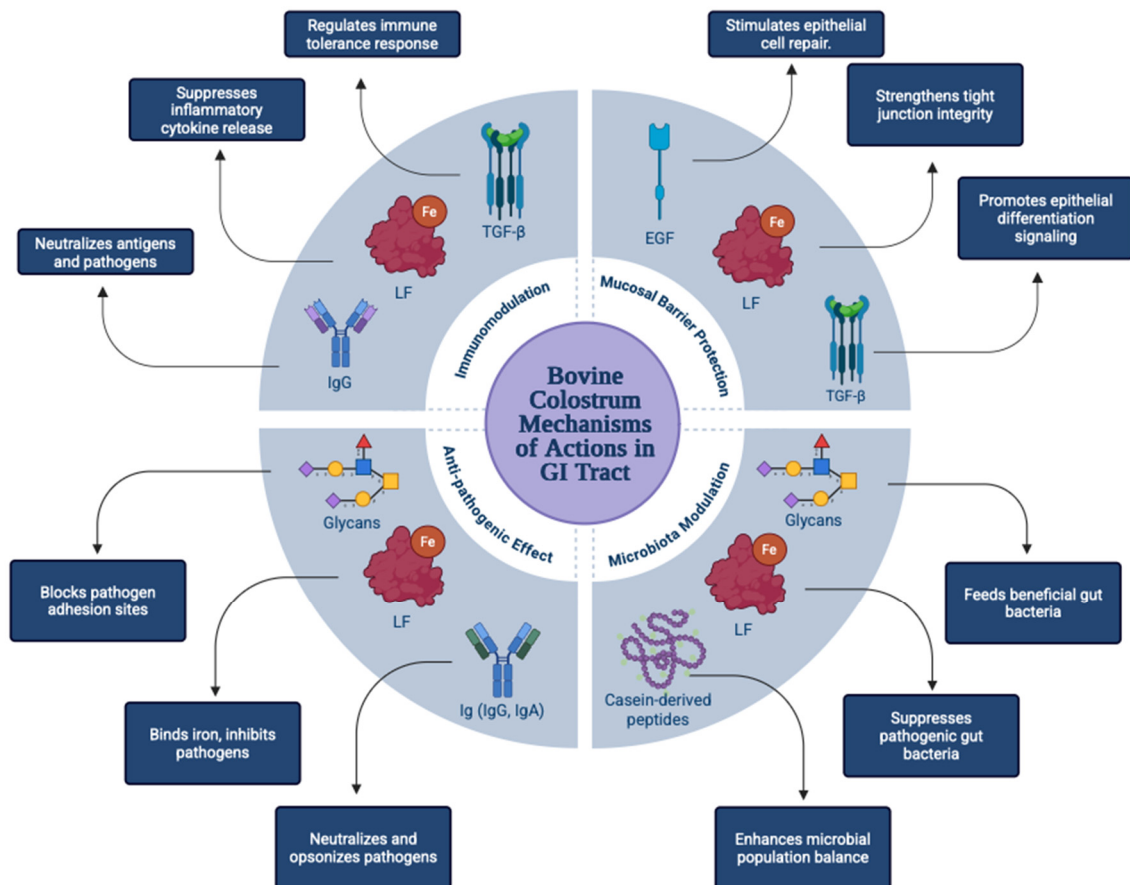 Regulates immune
tolerance response
Stimulates epithelial
cell repair.
Suppresses
inflammatory
cytokine release
Strengthens tight
junction integrity
Neutralizes antigens
and pathogens
Promotes epithelial
differentiation
signaling
TGF-β
Fe
LF
IgG
Immunomodulation
EGF
Fe
LF
TGF-β
Mucosal Barrier Protection
Bovine
Colostrum
Mechanisms
of Actions in
GI Tract
Glycans
Fe
LF
Ig (IgG, IgA)
Anti-pathogenic Effect
Glycans
Fe
LF
Casein-derived
peptides
Microbiota Modulation
Blocks pathogen
adhesion sites
Binds iron, inhibits
pathogens
Neutralizes and
opsonizes pathogens
Feeds beneficial gut
bacteria
Suppresses
pathogenic gut
bacteria
Enhances microbial
population balance